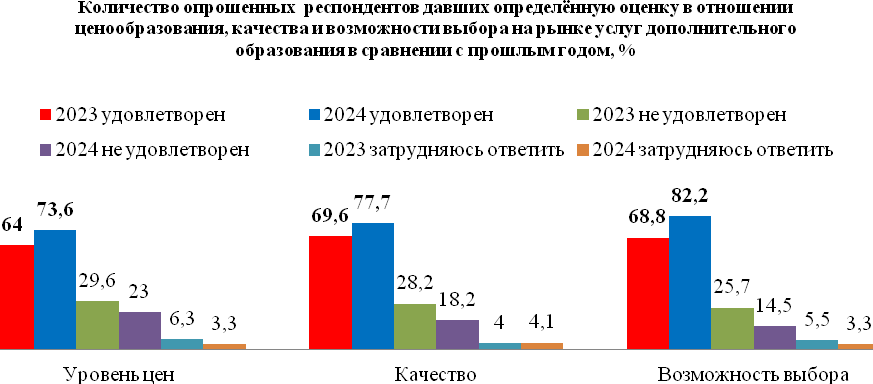 Количество опрошенных респондентов давших определённую оценку в отношении
ценообразования, качества и возможности выбора на рынке услуг дополнительного
образования в сравнении с прошлым годом, %
2023 удовлетворен 2024 удовлетворен 2023 не удовлетворен
2024 не удовлетворен 2023 затрудняюсь ответить 2024 затрудняюсь ответить
64 73,6 29,6 23 6,3 3,3 69,6 77,7 28,2 18,2 4 4,1 68,8 82,2 25,7 14,5 5,5 3,3
Уровень цен Качество Возможность выбора